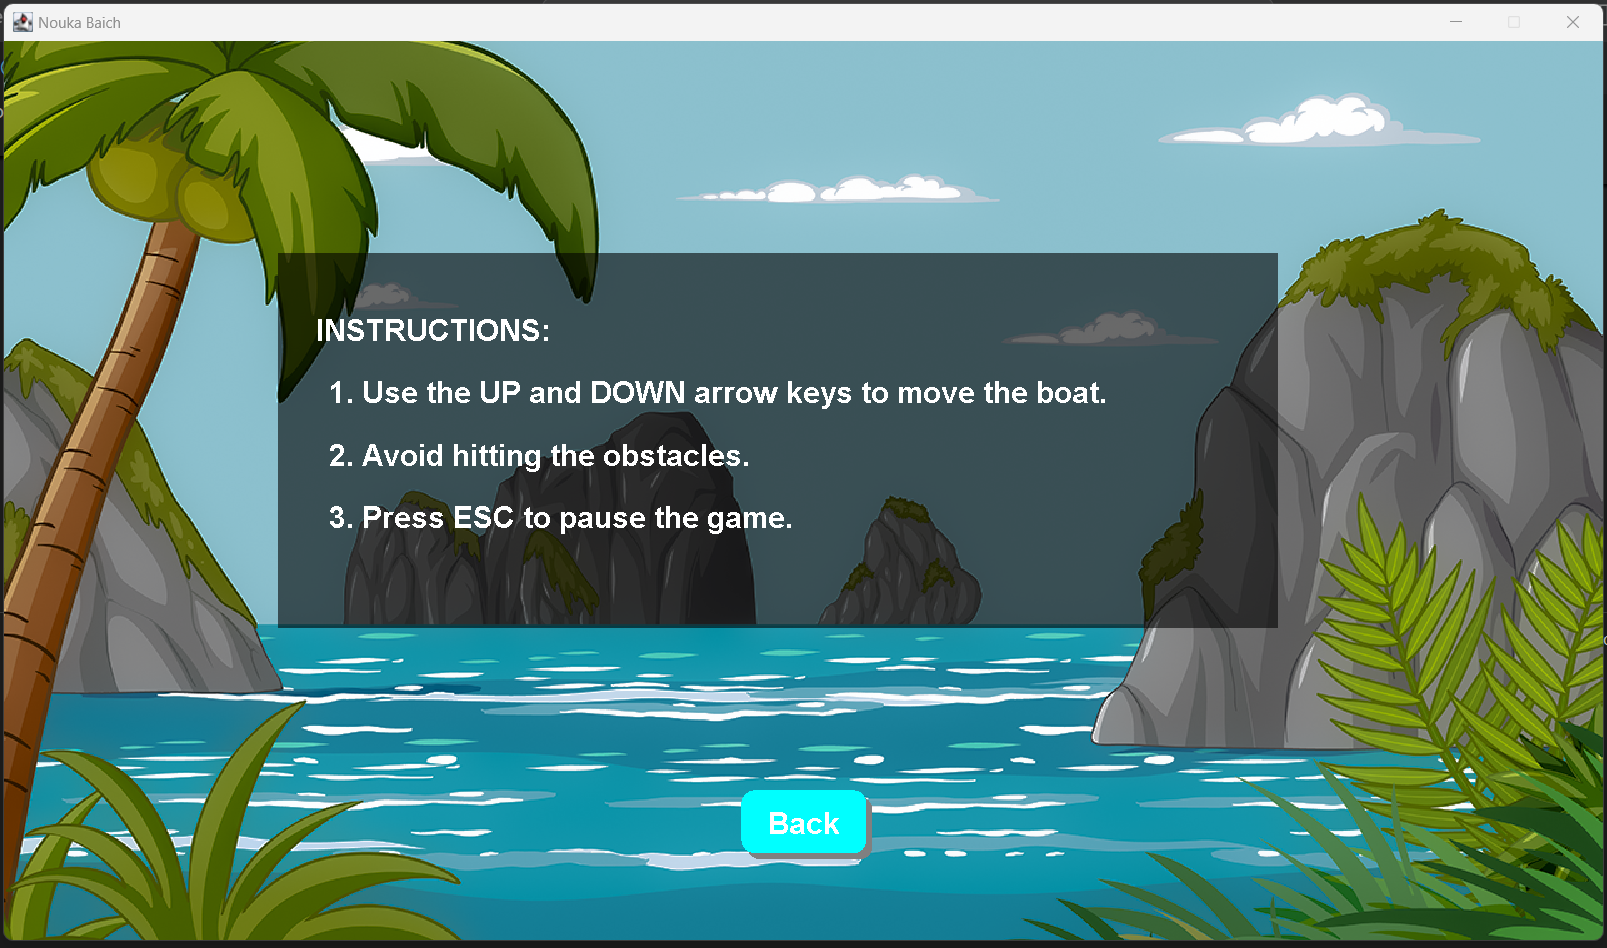 Nouka Baich
INSTRUCTIONS:
1. Use the UP and DOWN arrow keys to move the boat.
2. Avoid hitting the obstacles.
3. Press ESC to pause the game.
Back